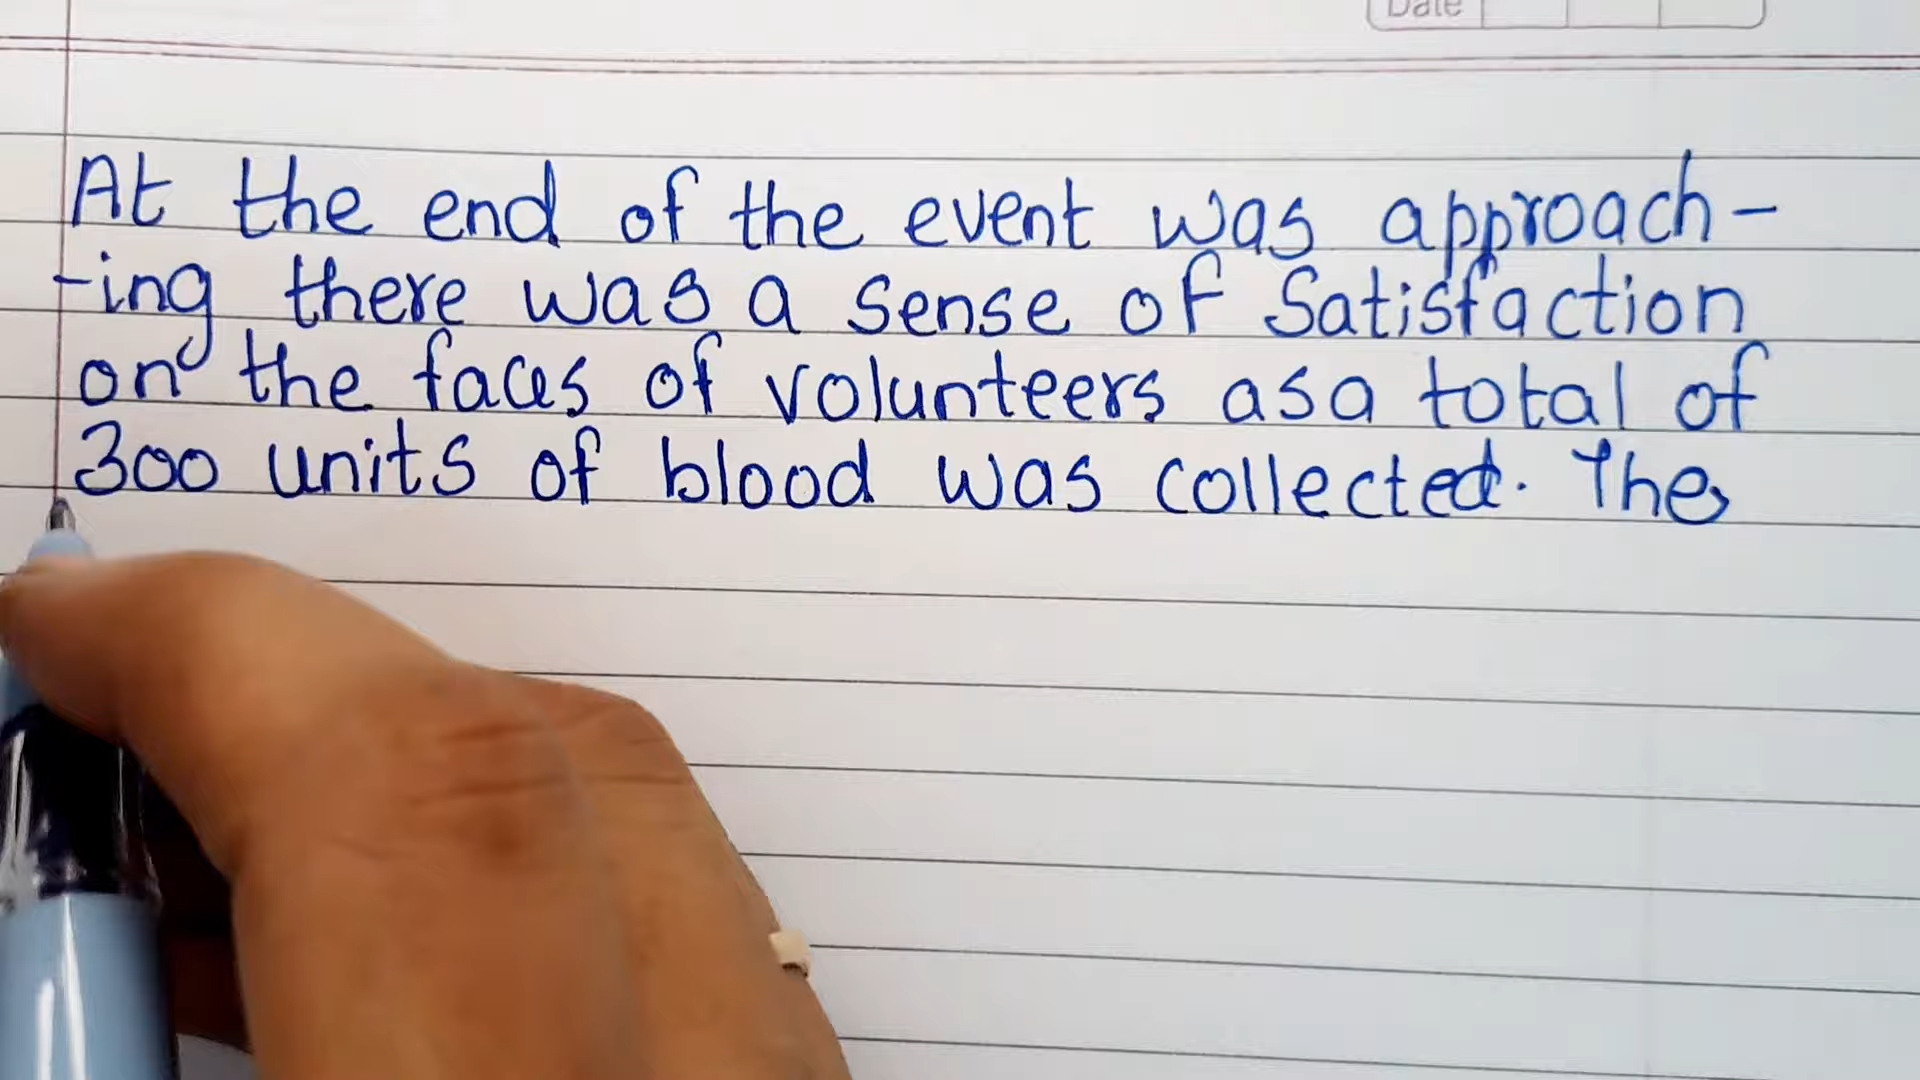 Date
At the end of the event was approach-
-ing there was a sense of Satisfaction
on the faces of volunteers as a total of
300 units of blood was collected. The